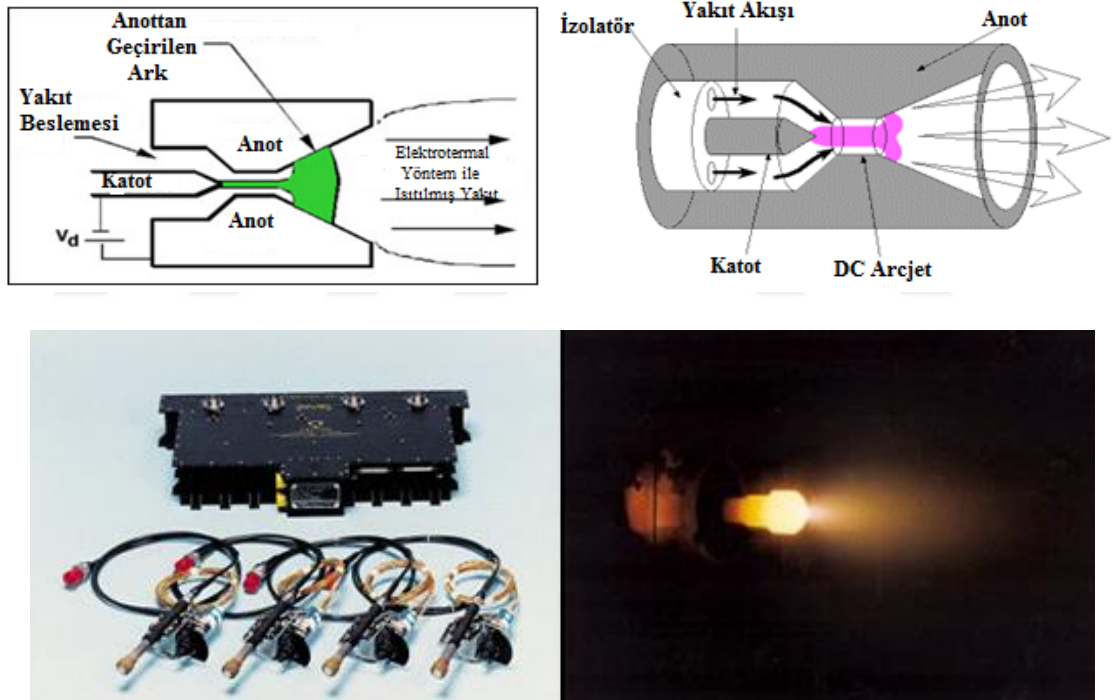 Anottan
Geçirilen
Ark
Yakıt
Beslemesi
Anot
Katot
Elektrotermal
Yöntem ile
Isıtılmış Yakıt
Anot
Vd
İzolatör
Yakıt Akışı
Anot
Katot
DC Arcjet